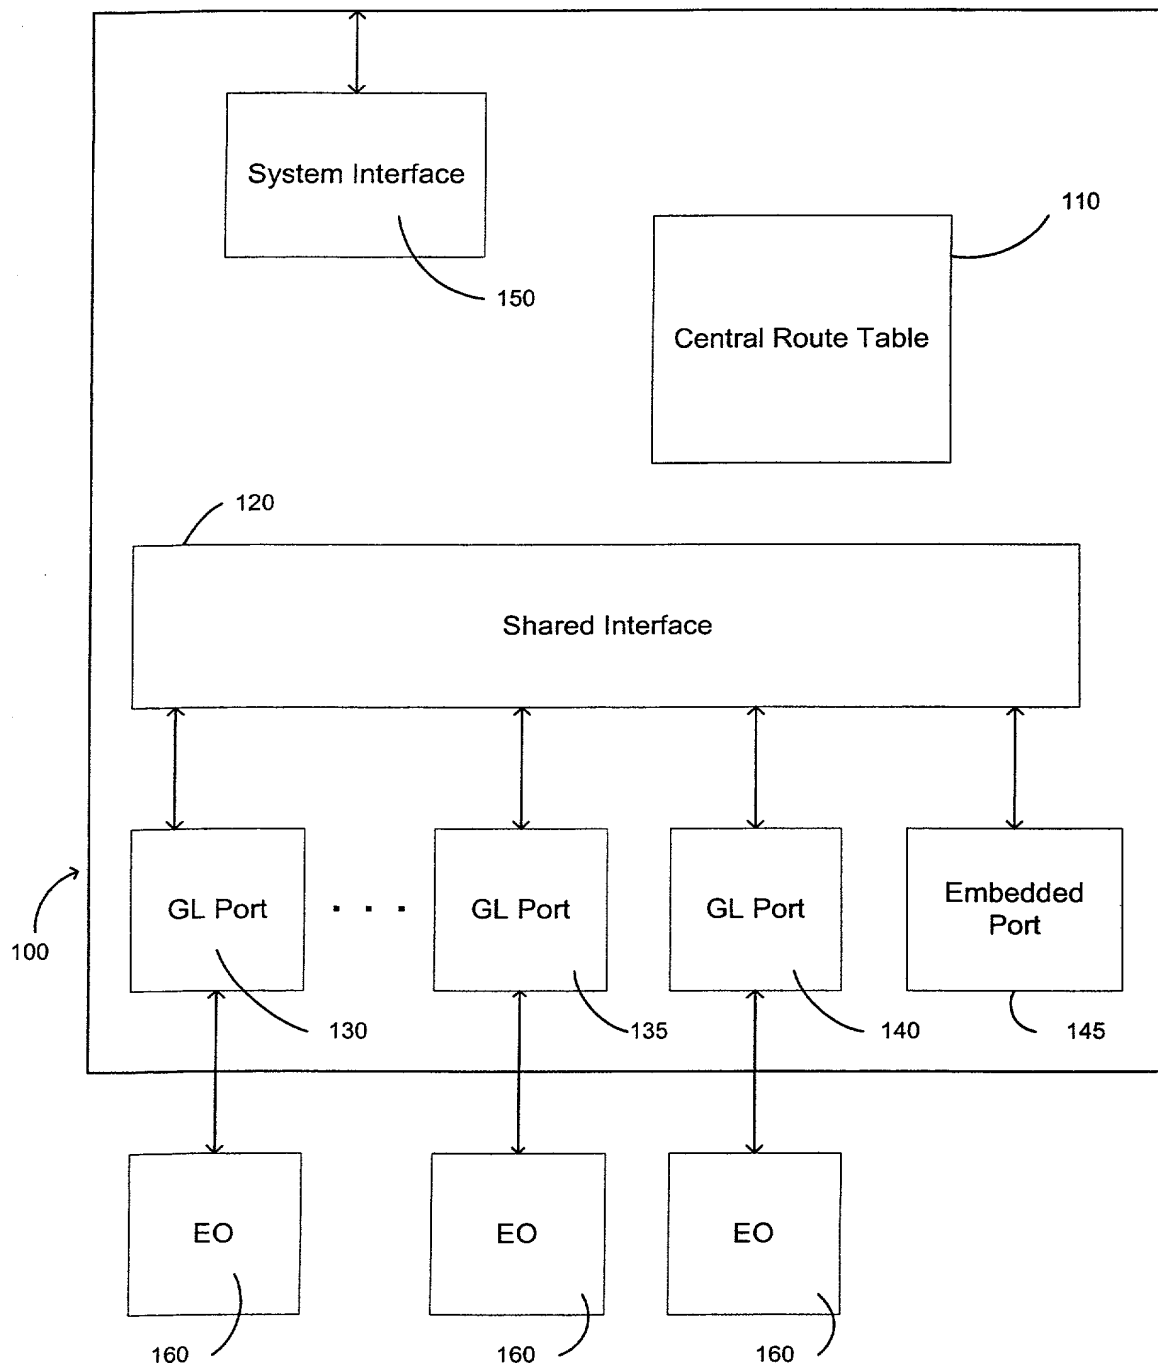 System Interface
110
150
Central Route Table
120
Shared Interface
GL Port
. . .
GL Port
GL Port
Embedded
Port
100
130
135
140
145
EO
EO
EO
160
160
160